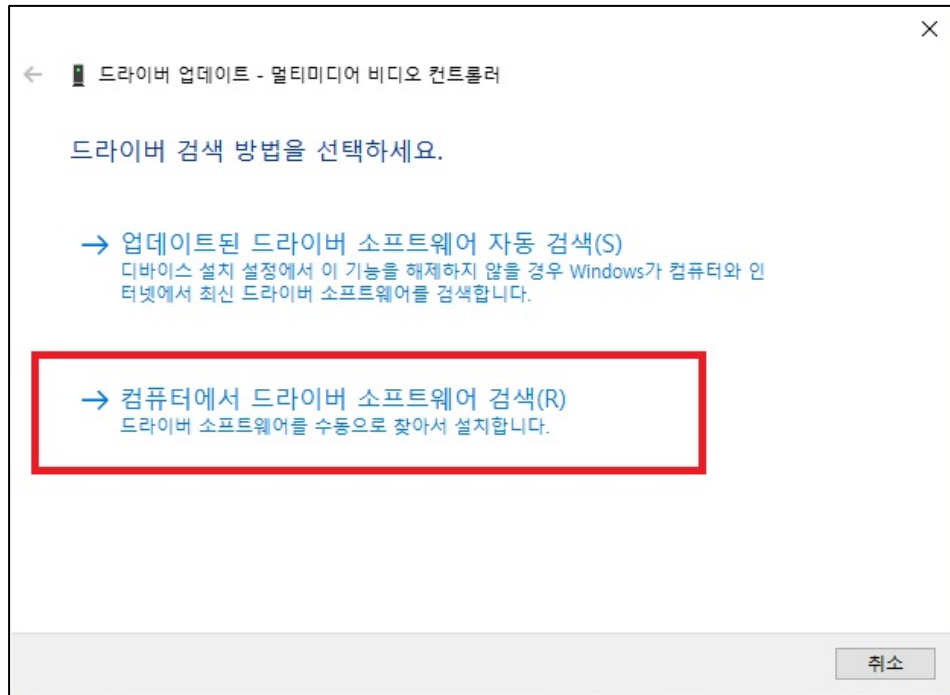 드라이버 업데이트 - 멀티미디어 비디오 컨트롤러
드라이버 검색 방법을 선택하세요.
→ 업데이트된 드라이버 소프트웨어 자동 검색(S)
디바이스 설치 설정에서 이 기능을 해제하지 않을 경우 Windows가 컴퓨터와 인
터넷에서 최신 드라이버 소프트웨어를 검색합니다.
→ 컴퓨터에서 드라이버 소프트웨어 검색(R)
드라이버 소프트웨어를 수동으로 찾아서 설치합니다.
취소